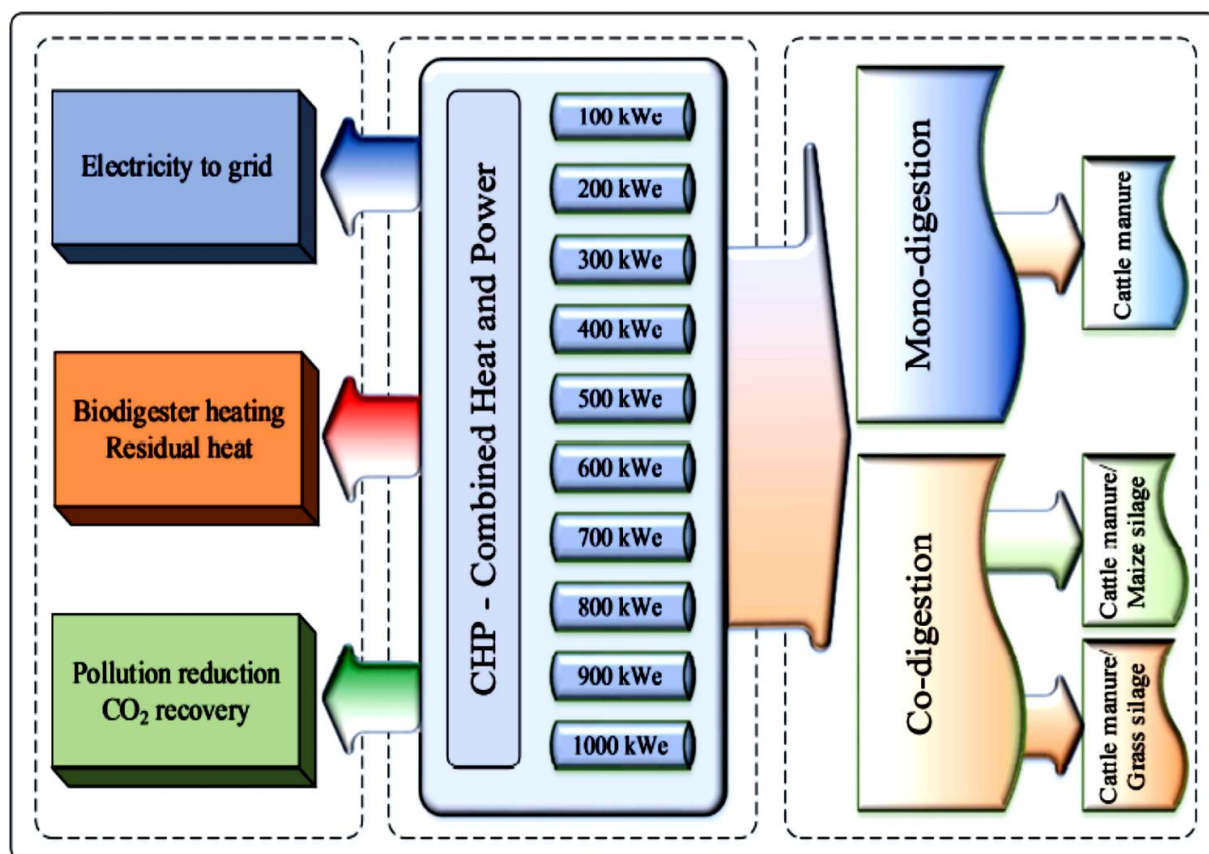 Electricity to grid
Biodigester heating
Residual heat
Pollution reduction
CO₂ recovery
CHP - Combined Heat and Power
100 kWe
200 kWe
300 kWe
400 kWe
500 kWe
600 kWe
700 kWe
800 kWe
900 kWe
1000 kWe
Mono-digestion
Cattle manure
Co-digestion
Cattle manure/
Maize silage
Cattle manure/
Grass silage